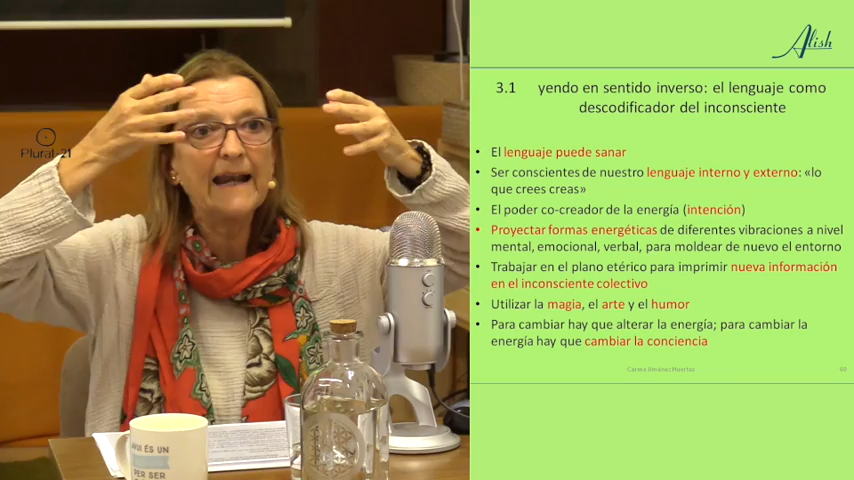 Alish
3.1 yendo en sentido inverso: el lenguaje como
descodificador del inconsciente
• El lenguaje puede sanar
• Ser conscientes de nuestro lenguaje interno y externo: «lo
que crees creas»
• El poder co-creador de la energía (intención)
• Proyectar formas energéticas de diferentes vibraciones a nivel
mental, emocional, verbal, para moldear de nuevo el entorno
• Trabajar en el plano etérico para imprimir nueva información
en el inconsciente colectivo
• Utilizar la magia, el arte y el humor
• Para cambiar hay que alterar la energía; para cambiar la
energía hay que cambiar la conciencia
Carme Jiménez Huertas 60
Plural-21
ÉS UN
PER SER